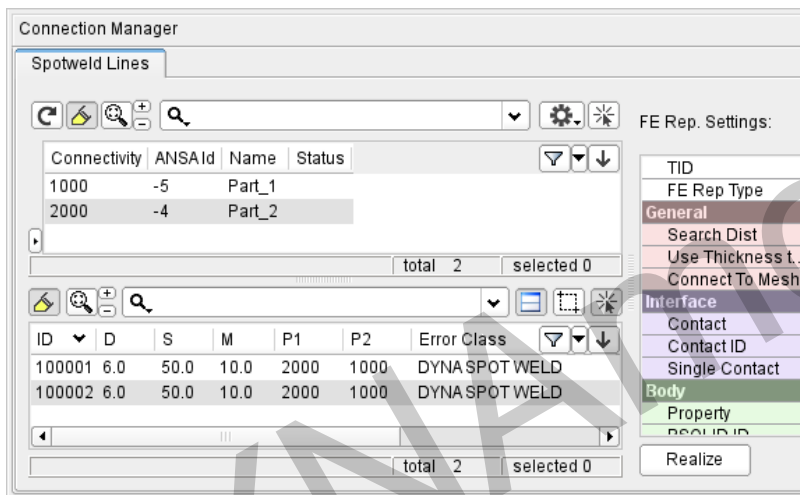 Connection Manager
Spotweld Lines
FE Rep. Settings:
Connectivity ANSA Id Name Status
1000 -5 Part_1
2000 -4 Part_2
total 2 selected 0
ID D S M P1 P2 Error Class
100001 6.0 50.0 10.0 2000 1000 DYNA SPOT WELD
100002 6.0 50.0 10.0 2000 1000 DYNA SPOT WELD
total 2 selected 0
TID
FE Rep Type
General
Search Dist
Use Thickness t..
Connect To Mesh
Interface
Contact
Contact ID
Single Contact
Body
Property
PSOLID ID
Realize